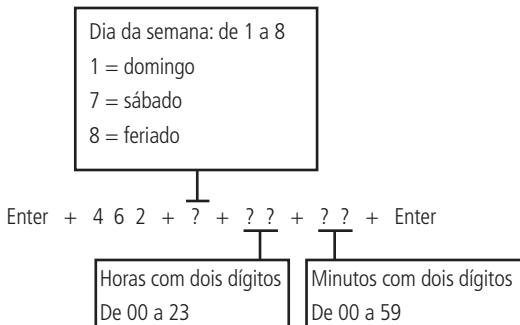 Dia da semana: de 1 a 8
1 = domingo
7 = sábado
8 = feriado
Enter + 4 6 2 + ? + ? ? + ? ? + Enter
Horas com dois dígitos
De 00 a 23
Minutos com dois dígitos
De 00 a 59